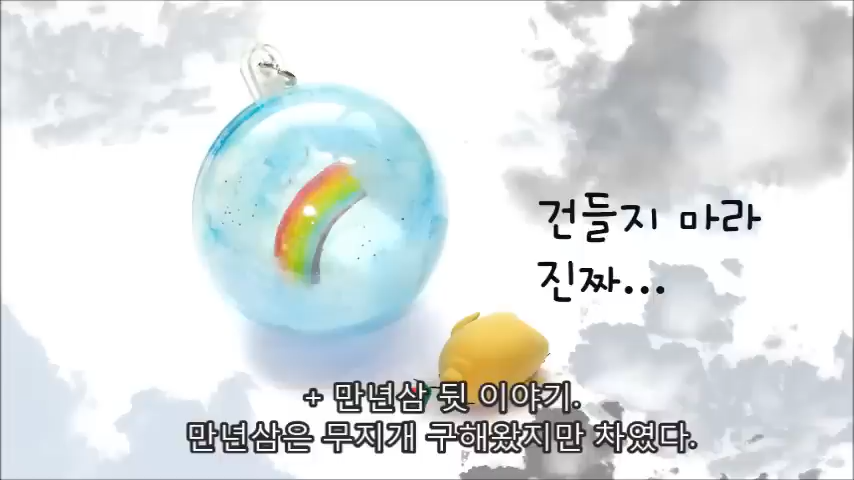 건들지 마라
진짜...
+ 만년삼 뒷 이야기.
만년삼은 무지개 구해왔지만 차였다.